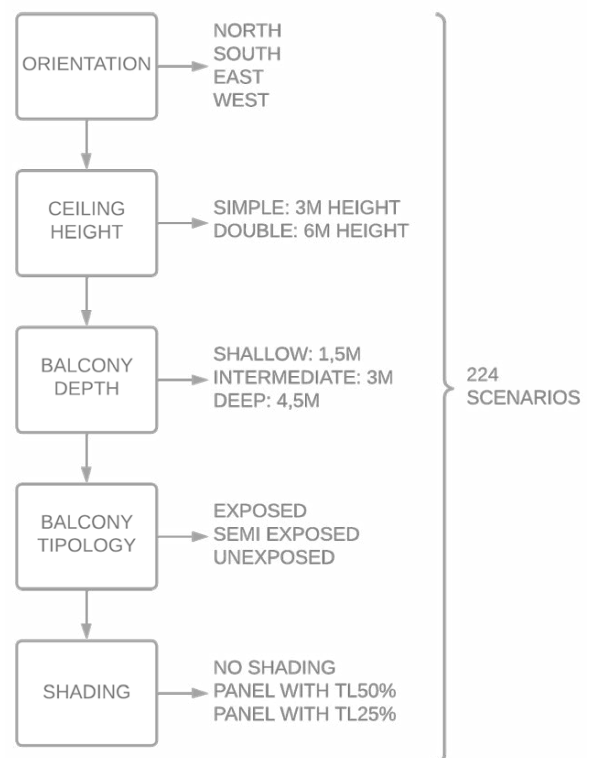 ORIENTATION
NORTH
SOUTH
EAST
WEST
CEILING
HEIGHT
SIMPLE: 3M HEIGHT
DOUBLE: 6M HEIGHT
BALCONY
DEPTH
SHALLOW: 1,5M
INTERMEDIATE: 3M
DEEP: 4,5M
BALCONY
TIPOLOGY
EXPOSED
SEMI EXPOSED
UNEXPOSED
SHADING
NO SHADING
PANEL WITH TL50%
PANEL WITH TL25%
224
SCENARIOS